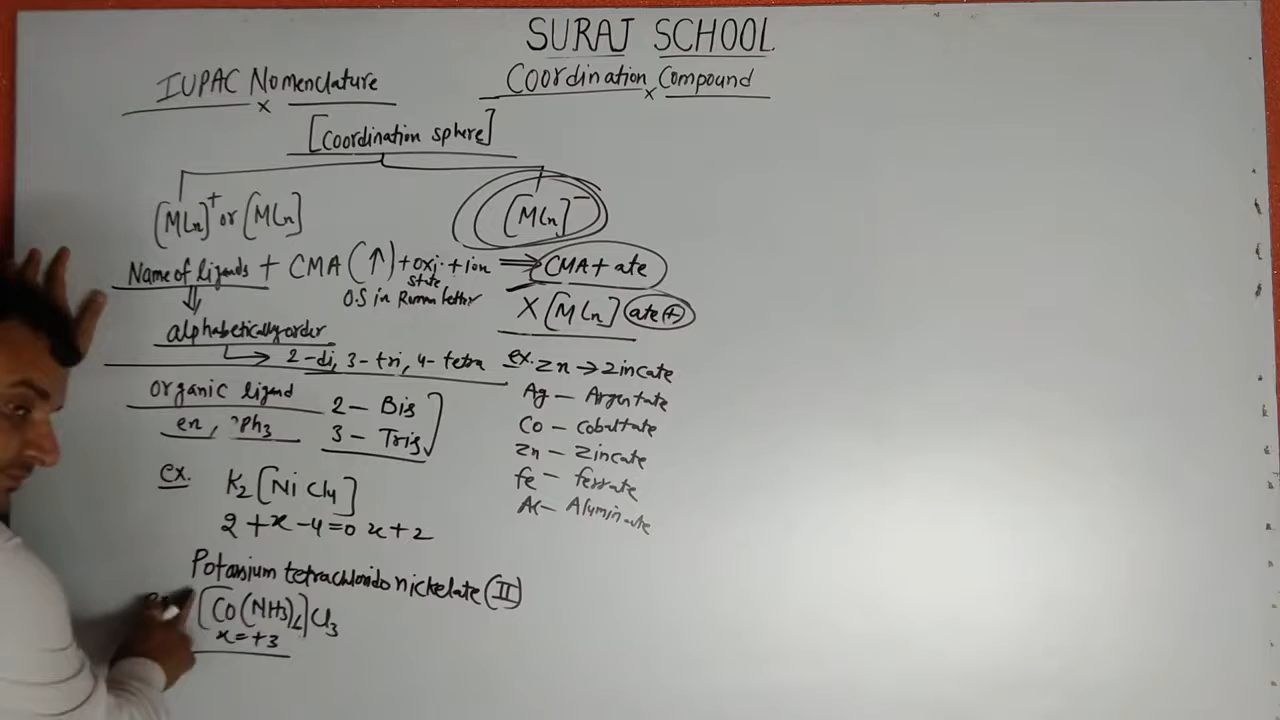 SURAJ SCHOOL
IUPAC Nomenclature
Coordination Compound
x
x
[Coordination sphere]
[MLn]⁺ or [MLn]
[MLn]⁻
Name of ligands + CMA (↑) + oxi. + ion ⇒ CMA + ate
state
O.S in Roman letter
X [MLn] ate(+)
⇓
alphabetically order
↳ 2-di, 3-tri, 4-tetra
ex. Zn → Zincate
Ag - Argentate
Co - Cobaltate
Zn - Zincate
fe - ferrate
Al - Aluminate
organic ligand
en, PPh₃
2 - Bis
3 - Tris
ex.
K₂[NiCl₄]
2 + x - 4 = 0 x + 2
Potassium tetrachlorido nickelate (II)
[Co(NH₃)₆]Cl₃
x = +3